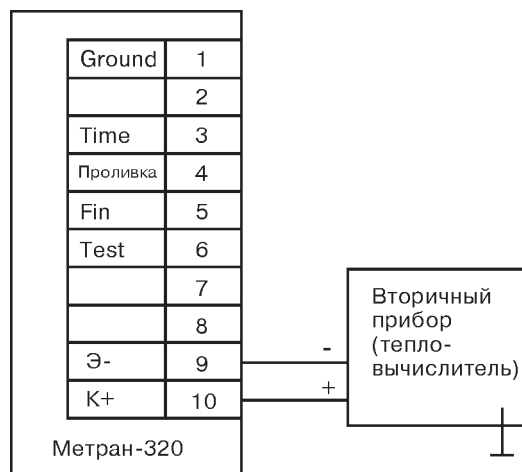 Ground 1
2
Time 3
Проливка 4
Fin 5
Test 6
7
8
Э- 9
К+ 10
-
+
Вторичный
прибор
(тепло-
вычислитель)
Метран-320